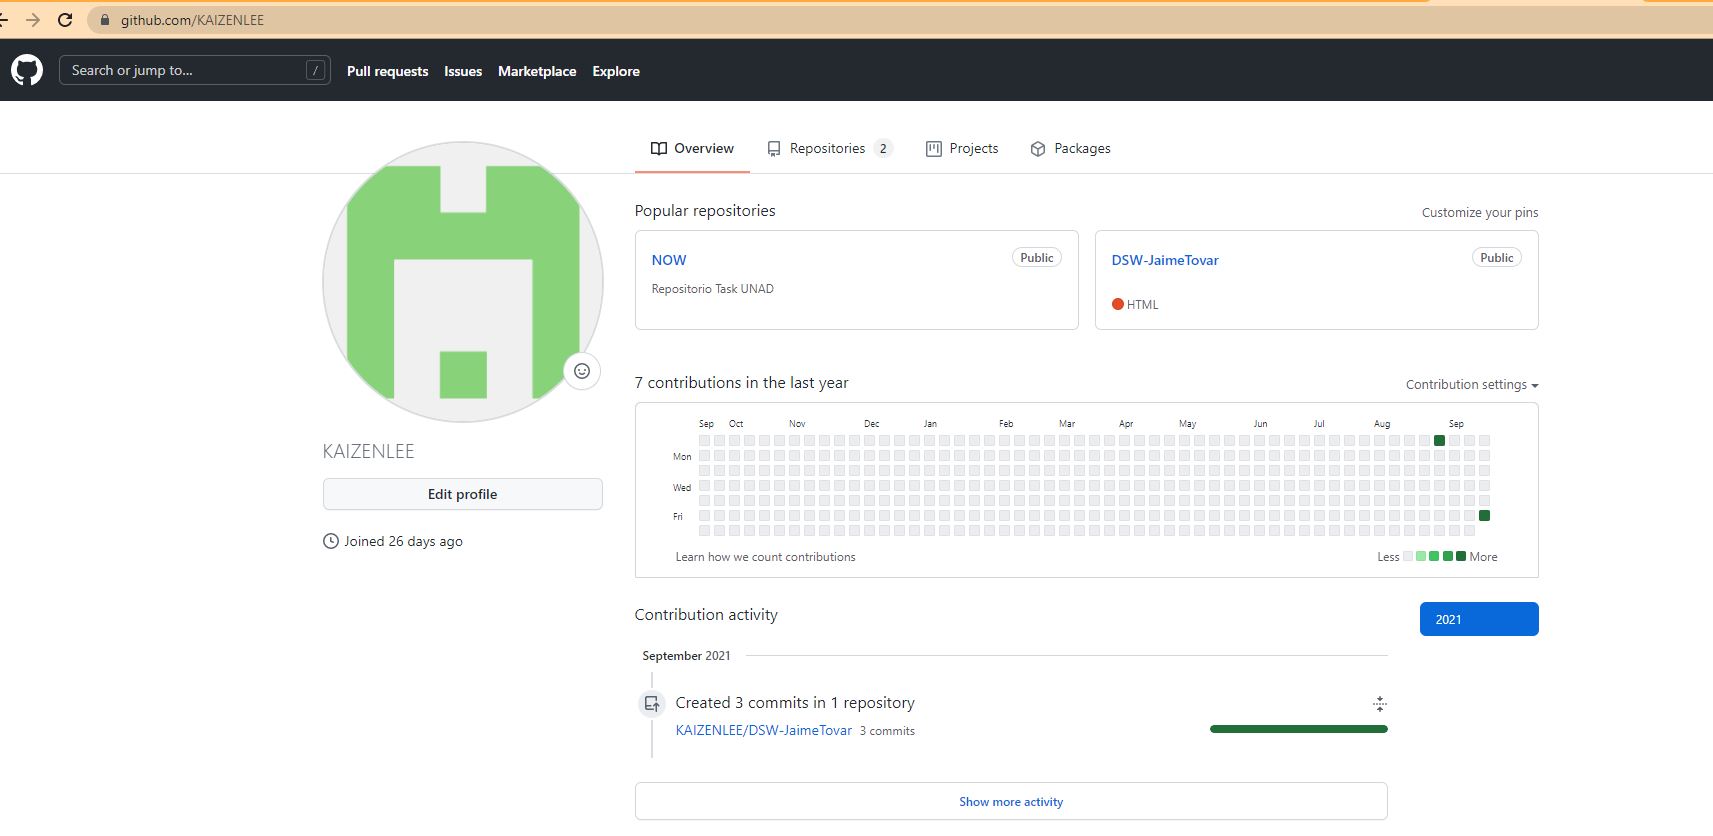 github.com/KAIZENLEE
Search or jump to... /
Pull requests Issues Marketplace Explore
Overview Repositories 2 Projects Packages
Popular repositories Customize your pins
NOW Public
Repositorio Task UNAD
DSW-JaimeTovar Public
HTML
7 contributions in the last year Contribution settings
Sep Oct Nov Dec Jan Feb Mar Apr May Jun Jul Aug Sep
Mon
Wed
Fri
Learn how we count contributions Less More
KAIZENLEE
Edit profile
Joined 26 days ago
Contribution activity 2021
September 2021
Created 3 commits in 1 repository
KAIZENLEE/DSW-JaimeTovar 3 commits
Show more activity